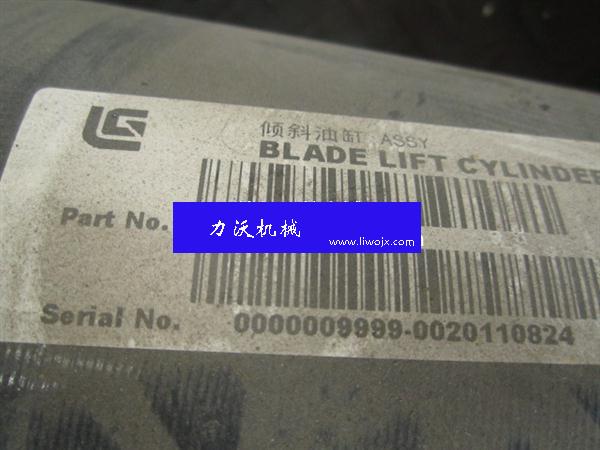 LG
倾斜油缸 ASSY
BLADE LIFT CYLINDER
Part No.
力沃机械
www.liwojx.com
Serial No. 0000009999-0020110824